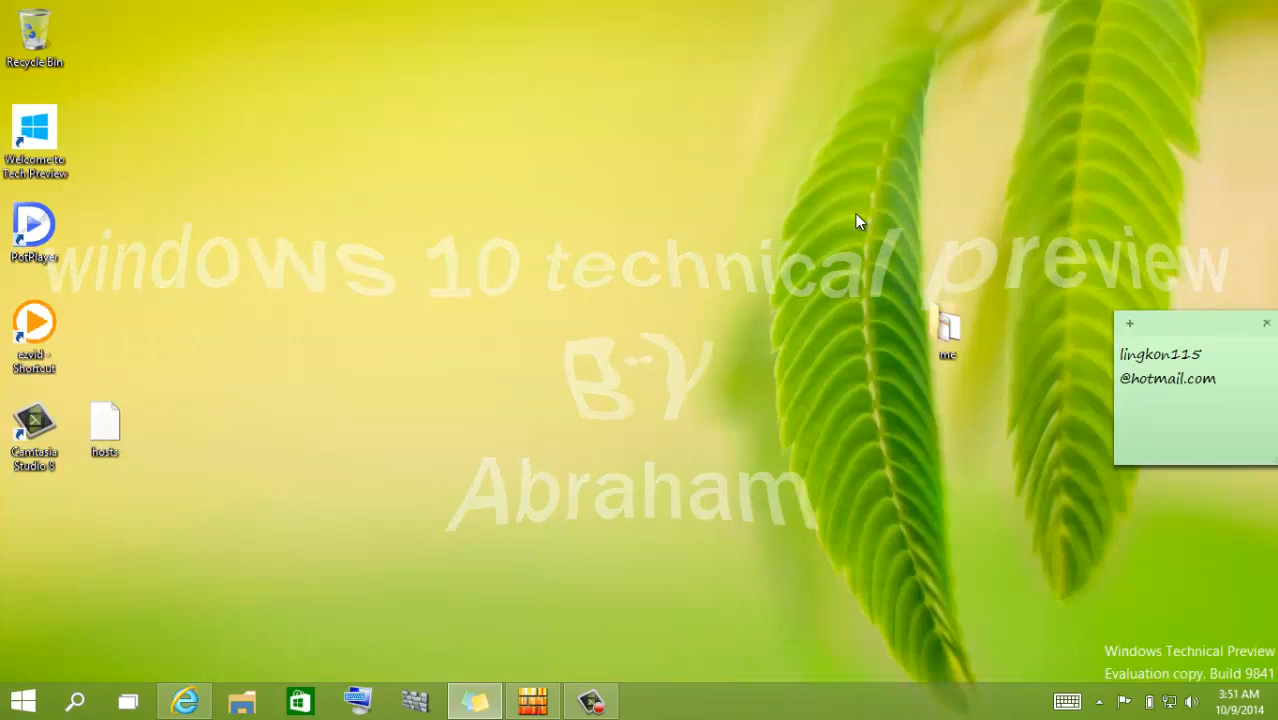 Recycle Bin
Welcome to
Tech Preview
PotPlayer
ezvid -
Shortcut
Camtasia
Studio 8
hosts
windows 10 technical preview
BY
Abraham
me
lingkon115
@hotmail.com
Windows Technical Preview
Evaluation copy. Build 9841
3:51 AM
10/9/2014